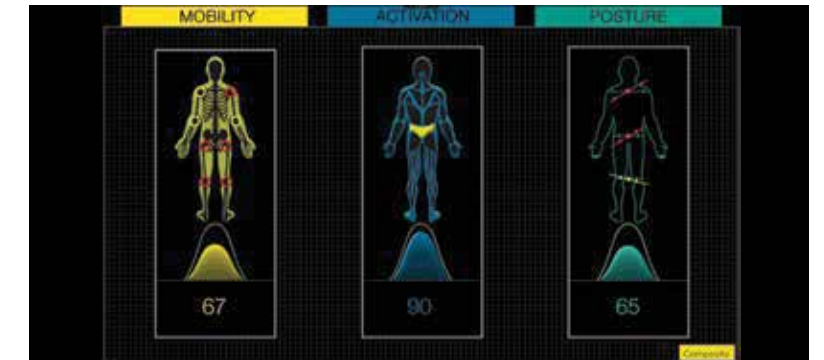 MOBILITY
ACTIVATION
POSTURE
67
90
65
Composite